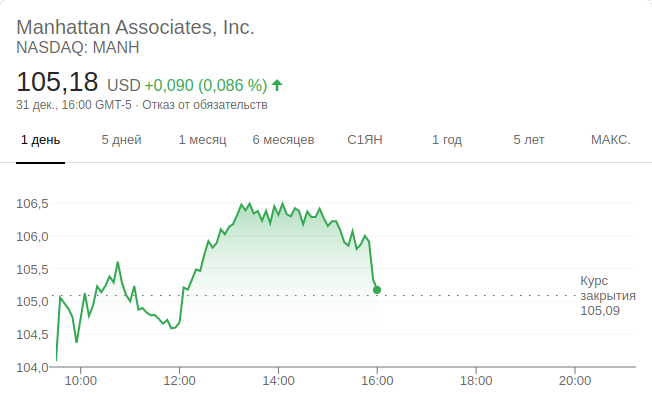 Manhattan Associates, Inc.
NASDAQ: MANH
105,18 USD +0,090 (0,086 %)
31 дек., 16:00 GMT-5 · Отказ от обязательств
1 день 5 дней 1 месяц 6 месяцев С1ЯН 1 год 5 лет МАКС.
106,5
106,0
105,5
Курс
105,0 закрытия
105,09
104,5
104,0
10:00 12:00 14:00 16:00 18:00 20:00